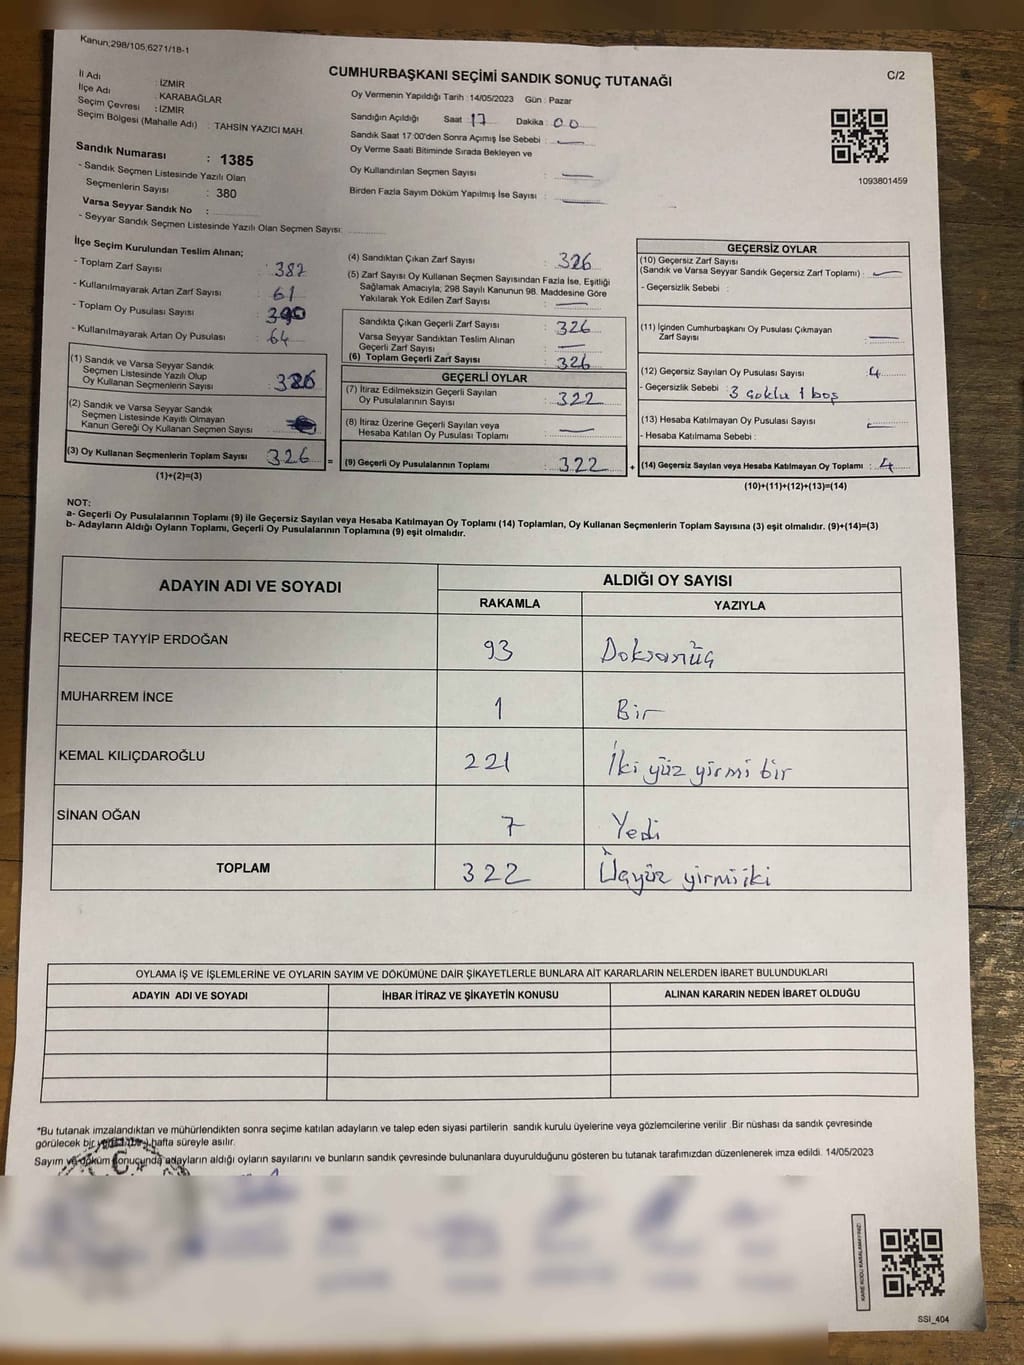 Kanun;298/105,6271/18-1
CUMHURBAŞKANI SEÇİMİ SANDIK SONUÇ TUTANAĞI
C/2
İl Adı : İZMİR
İlçe Adı : KARABAĞLAR
Seçim Çevresi : İZMİR
Seçim Bölgesi (Mahalle Adı) : TAHSİN YAZICI MAH.
Oy Vermenin Yapıldığı Tarih : 14/05/2023 Gün : Pazar
Sandığın Açıldığı Saat 17 Dakika : 00
Sandık Saat 17:00'den Sonra Açımış İse Sebebi : —
Oy Verme Saati Bitiminde Sırada Bekleyen ve
Oy Kullandırılan Seçmen Sayısı : —
Birden Fazla Sayım Döküm Yapılmış İse Sayısı : —
1093801459
Sandık Numarası : 1385
- Sandık Seçmen Listesinde Yazılı Olan
Seçmenlerin Sayısı : 380
Varsa Seyyar Sandık No :
- Seyyar Sandık Seçmen Listesinde Yazılı Olan Seçmen Sayısı:
İlçe Seçim Kurulundan Teslim Alınan;
- Toplam Zarf Sayısı : 387
- Kullanılmayarak Artan Zarf Sayısı : 61
- Toplam Oy Pusulası Sayısı : 390
- Kullanılmayarak Artan Oy Pusulası : 64
(1) Sandık ve Varsa Seyyar Sandık
Seçmen Listesinde Yazılı Olup
Oy Kullanan Seçmenlerin Sayısı : 326
(2) Sandık ve Varsa Seyyar Sandık
Seçmen Listesinde Kayıtlı Olmayan
Kanun Gereği Oy Kullanan Seçmen Sayısı :
(3) Oy Kullanan Seçmenlerin Toplam Sayısı : 326 =
(1)+(2)=(3)
(4) Sandıktan Çıkan Zarf Sayısı : 326
(5) Zarf Sayısı Oy Kullanan Seçmen Sayısından Fazla İse, Eşitliği
Sağlamak Amacıyla, 298 Sayılı Kanunun 98. Maddesine Göre
Yakılarak Yok Edilen Zarf Sayısı : —
Sandıkta Çıkan Geçerli Zarf Sayısı : 326
Varsa Seyyar Sandıktan Teslim Alınan
Geçerli Zarf Sayısı : —
(6) Toplam Geçerli Zarf Sayısı : 326
GEÇERLİ OYLAR
(7) İtiraz Edilmeksizin Geçerli Sayılan
Oy Pusulalarının Sayısı : 322
(8) İtiraz Üzerine Geçerli Sayılan veya
Hesaba Katılan Oy Pusulası Toplamı : —
(9) Geçerli Oy Pusulalarının Toplamı : 322 +
GEÇERSİZ OYLAR
(10) Geçersiz Zarf Sayısı
(Sandık ve Varsa Seyyar Sandık Geçersiz Zarf Toplamı) : —
- Geçersizlik Sebebi :
(11) İçinden Cumhurbaşkanı Oy Pusulası Çıkmayan
Zarf Sayısı : —
(12) Geçersiz Sayılan Oy Pusulası Sayısı : 4
- Geçersizlik Sebebi : 3 çoklu 1 boş
(13) Hesaba Katılmayan Oy Pusulası Sayısı : —
- Hesaba Katılmama Sebebi :
(14) Geçersiz Sayılan veya Hesaba Katılmayan Oy Toplamı : 4
(10)+(11)+(12)+(13)=(14)
NOT:
a- Geçerli Oy Pusulalarının Toplamı (9) ile Geçersiz Sayılan veya Hesaba Katılmayan Oy Toplamı (14) Toplamları, Oy Kullanan Seçmenlerin Toplam Sayısına (3) eşit olmalıdır. (9)+(14)=(3)
b- Adayların Aldığı Oyların Toplamı, Geçerli Oy Pusulalarının Toplamına (9) eşit olmalıdır.
ADAYIN ADI VE SOYADI ALDIĞI OY SAYISI
RAKAMLA YAZIYLA
RECEP TAYYİP ERDOĞAN 93 Doksanüç
MUHARREM İNCE 1 Bir
KEMAL KILIÇDAROĞLU 221 İki yüz yirmi bir
SİNAN OĞAN 7 Yedi
TOPLAM 322 Üçyüz yirmi iki
OYLAMA İŞ VE İŞLEMLERİNE VE OYLARIN SAYIM VE DÖKÜMÜNE DAİR ŞİKAYETLERLE BUNLARA AİT KARARLARIN NELERDEN İBARET BULUNDUKLARI
ADAYIN ADI VE SOYADI İHBAR İTİRAZ VE ŞİKAYETİN KONUSU ALINAN KARARIN NEDEN İBARET OLDUĞU
*Bu tutanak imzalandıktan ve mühürlendikten sonra seçime katılan adayların ve talep eden siyasi partilerin sandık kurulu üyelerine veya gözlemcilerine verilir .Bir nüshası da sandık çevresinde
görülecek bir hafta süreyle asılır.
Sayım ve döküm sonucunda adayların aldığı oyların sayılarını ve bunların sandık çevresinde bulunanlara duyurulduğunu gösteren bu tutanak tarafımızdan düzenlenerek imza edildi. 14/05/2023
KARE KODU KARALAMAYINIZ!
SSI_404